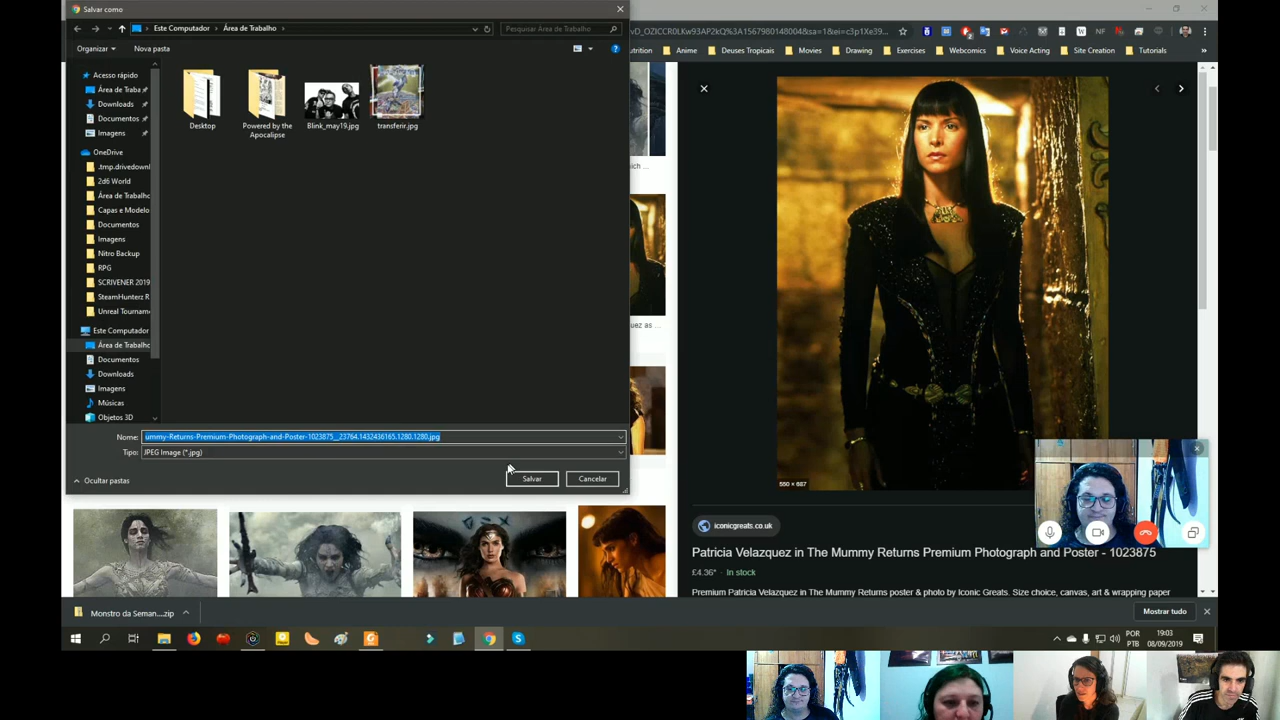 Salvar como
Este Computador > Área de Trabalho >
Pesquisar Área de Trabalho
Organizar
Nova pasta
Acesso rápido
Área de Traba
Downloads
Documentos
Imagens
OneDrive
.tmp.drivedownl
2d6 World
Área de Trabalho
Capas e Modelo
Documentos
Imagens
Nitro Backup
RPG
SCRIVENER 2019
SteamHunterz R
Unreal Tourname
Este Computador
Área de Trabalho
Documentos
Downloads
Imagens
Músicas
Objetos 3D
Desktop
Powered by the
Apocalipse
Blink_may19.jpg
transferir.jpg
Nome: ummy-Returns-Premium-Photograph-and-Poster-1023875__23764.1432436165.1280.1280.jpg
Tipo: JPEG Image (*.jpg)
Ocultar pastas
Salvar
Cancelar
nutrition
Anime
Deuses Tropicais
Movies
Drawing
Exercises
Webcomics
Voice Acting
Site Creation
Tutorials
ich ...
uez as ...
550 × 687
iconicgreats.co.uk
Patricia Velazquez in The Mummy Returns Premium Photograph and Poster - 1023875
£4.36* · In stock
Premium Patricia Velazquez in The Mummy Returns poster & photo by Iconic Greats. Size choice, canvas, art & wrapping paper
Monstro da Seman....zip
Mostrar tudo
POR
PTB
19:03
08/09/2019